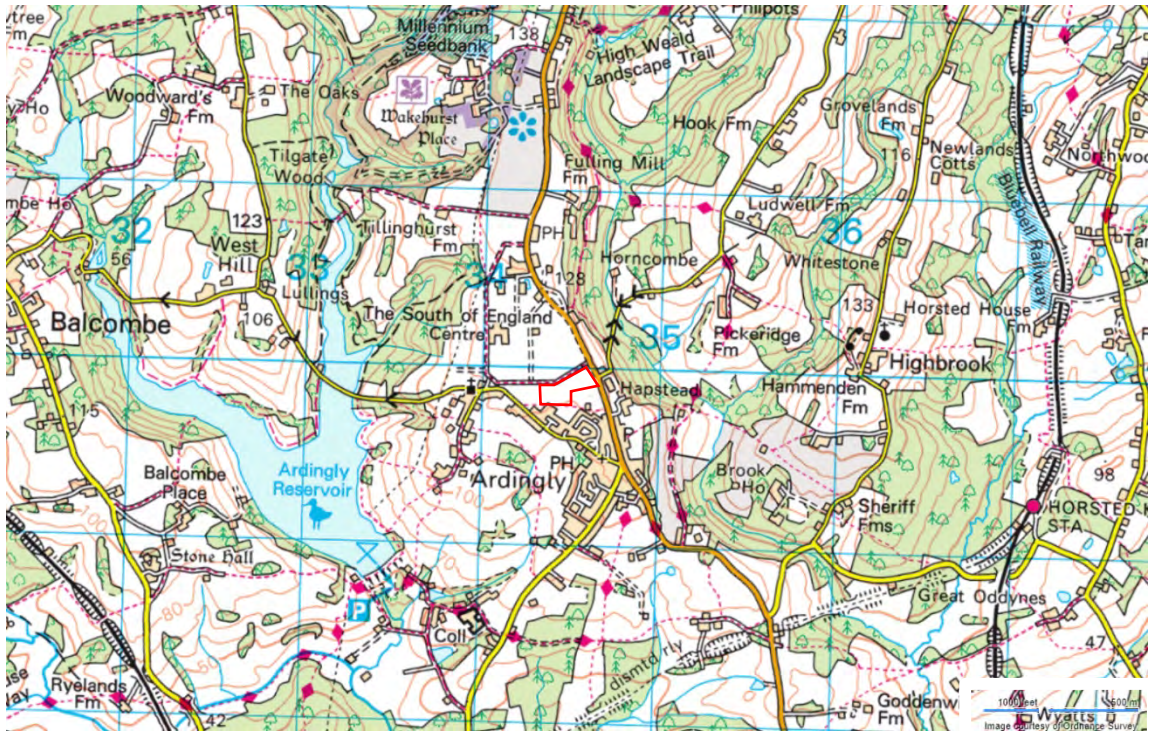 Philpots
Millennium
Seedbank
138
High Weald
Landscape Trail
Woodward's
Fm
The Oaks
Wakehurst
Place
Hook Fm
Grovelands
Fm
116
Newlands
Cotts
Tilgate
Wood
Fulling Mill
Fm
Bluebell Railway
Ludwell Fm
32
56
123
West
Hill
33
Lullings
Tillinghurst
Fm
34
PH
128
Horncombe
36
Whitestone
133
Horsted House
Fm
Balcombe
106
The South of England
Centre
35
Pickeridge
Fm
Highbrook
Hapstead
Hammenden
Fm
115
Ardingly
Reservoir
PH
Ardingly
Balcombe
Place
Brook
Ho
98
Sheriff
Fms
HORSTED K
STA
Stone Hall
100
80
P
Coll
Great Oddynes
47
dismtd rly
50
Ryelands
Fm
42
Goddenw
Fm
Wyatts
1000 feet
500 m
Image courtesy of Ordnance Survey